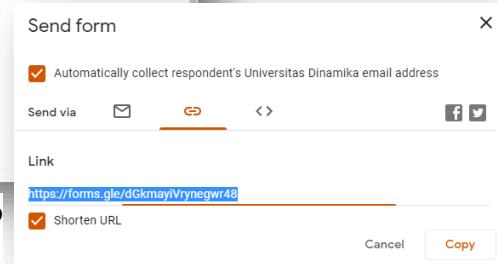 Send form
Automatically collect respondent's Universitas Dinamika email address
Send via
Link
https://forms.gle/dGkmayiVrynegwr48
Shorten URL
Cancel Copy